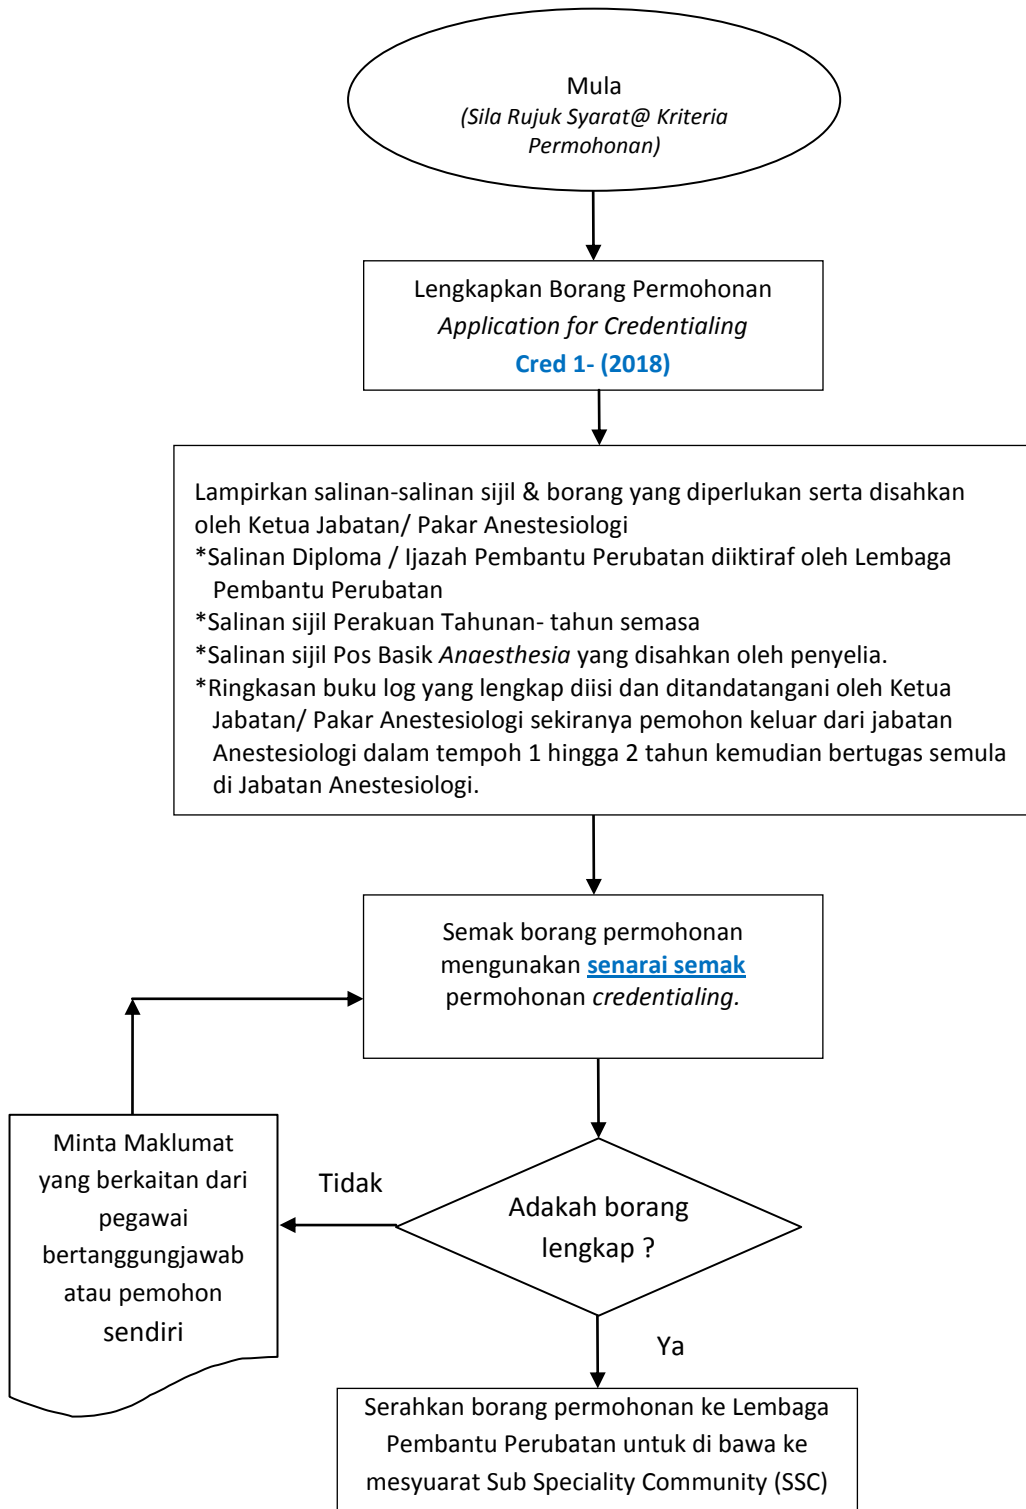 Mula
(Sila Rujuk Syarat@ Kriteria
Permohonan)
Lengkapkan Borang Permohonan
Application for Credentialing
Cred 1- (2018)
Lampirkan salinan-salinan sijil & borang yang diperlukan serta disahkan
oleh Ketua Jabatan/ Pakar Anestesiologi
*Salinan Diploma / Ijazah Pembantu Perubatan diiktiraf oleh Lembaga
Pembantu Perubatan
*Salinan sijil Perakuan Tahunan- tahun semasa
*Salinan sijil Pos Basik Anaesthesia yang disahkan oleh penyelia.
*Ringkasan buku log yang lengkap diisi dan ditandatangani oleh Ketua
Jabatan/ Pakar Anestesiologi sekiranya pemohon keluar dari jabatan
Anestesiologi dalam tempoh 1 hingga 2 tahun kemudian bertugas semula
di Jabatan Anestesiologi.
Semak borang permohonan
mengunakan senarai semak
permohonan credentialing.
Minta Maklumat
yang berkaitan dari
pegawai
bertanggungjawab
atau pemohon
sendiri
Tidak
Adakah borang
lengkap ?
Ya
Serahkan borang permohonan ke Lembaga
Pembantu Perubatan untuk di bawa ke
mesyuarat Sub Speciality Community (SSC)